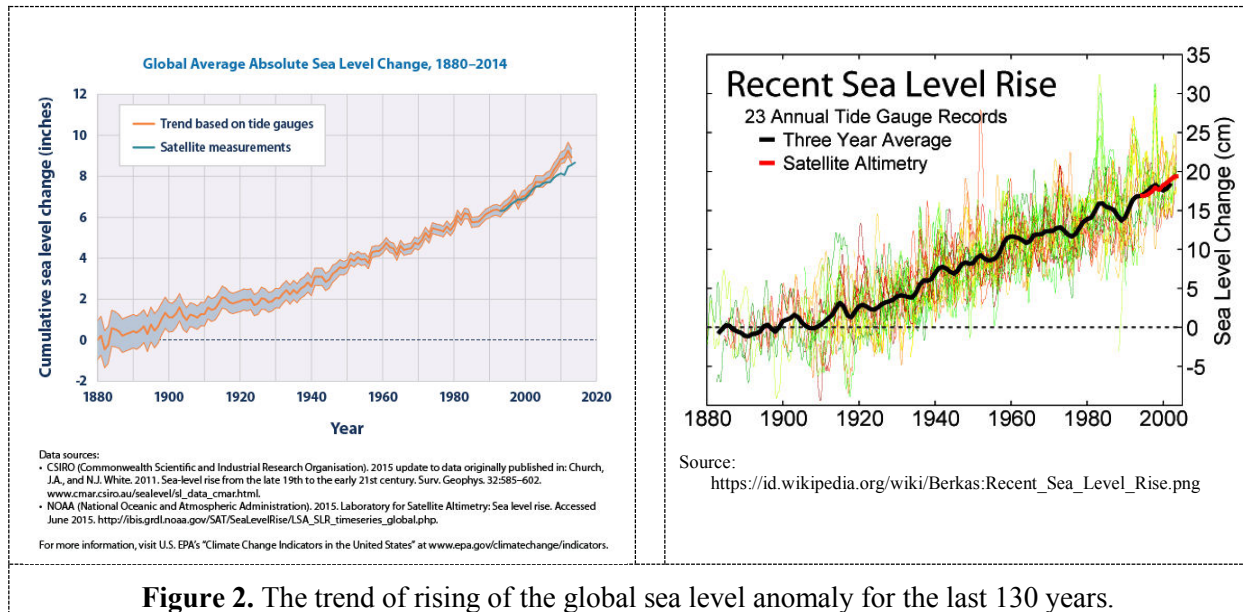 Global Average Absolute Sea Level Change, 1880–2014
Cumulative sea level change (inches)
12
10
8
6
4
2
0
-2
Trend based on tide gauges
Satellite measurements
1880 1900 1920 1940 1960 1980 2000 2020
Year
Data sources:
• CSIRO (Commonwealth Scientific and Industrial Research Organisation). 2015 update to data originally published in: Church,
J.A., and N.J. White. 2011. Sea-level rise from the late 19th to the early 21st century. Surv. Geophys. 32:585–602.
www.cmar.csiro.au/sealevel/sl_data_cmar.html.
• NOAA (National Oceanic and Atmospheric Administration). 2015. Laboratory for Satellite Altimetry: Sea level rise. Accessed
June 2015. http://ibis.grdl.noaa.gov/SAT/SeaLevelRise/LSA_SLR_timeseries_global.php.
For more information, visit U.S. EPA's "Climate Change Indicators in the United States" at www.epa.gov/climatechange/indicators.
Recent Sea Level Rise
23 Annual Tide Gauge Records
Three Year Average
Satellite Altimetry
35
30
25
20
15
10
5
0
-5
Sea Level Change (cm)
1880 1900 1920 1940 1960 1980 2000
Source:
https://id.wikipedia.org/wiki/Berkas:Recent_Sea_Level_Rise.png
Figure 2. The trend of rising of the global sea level anomaly for the last 130 years.